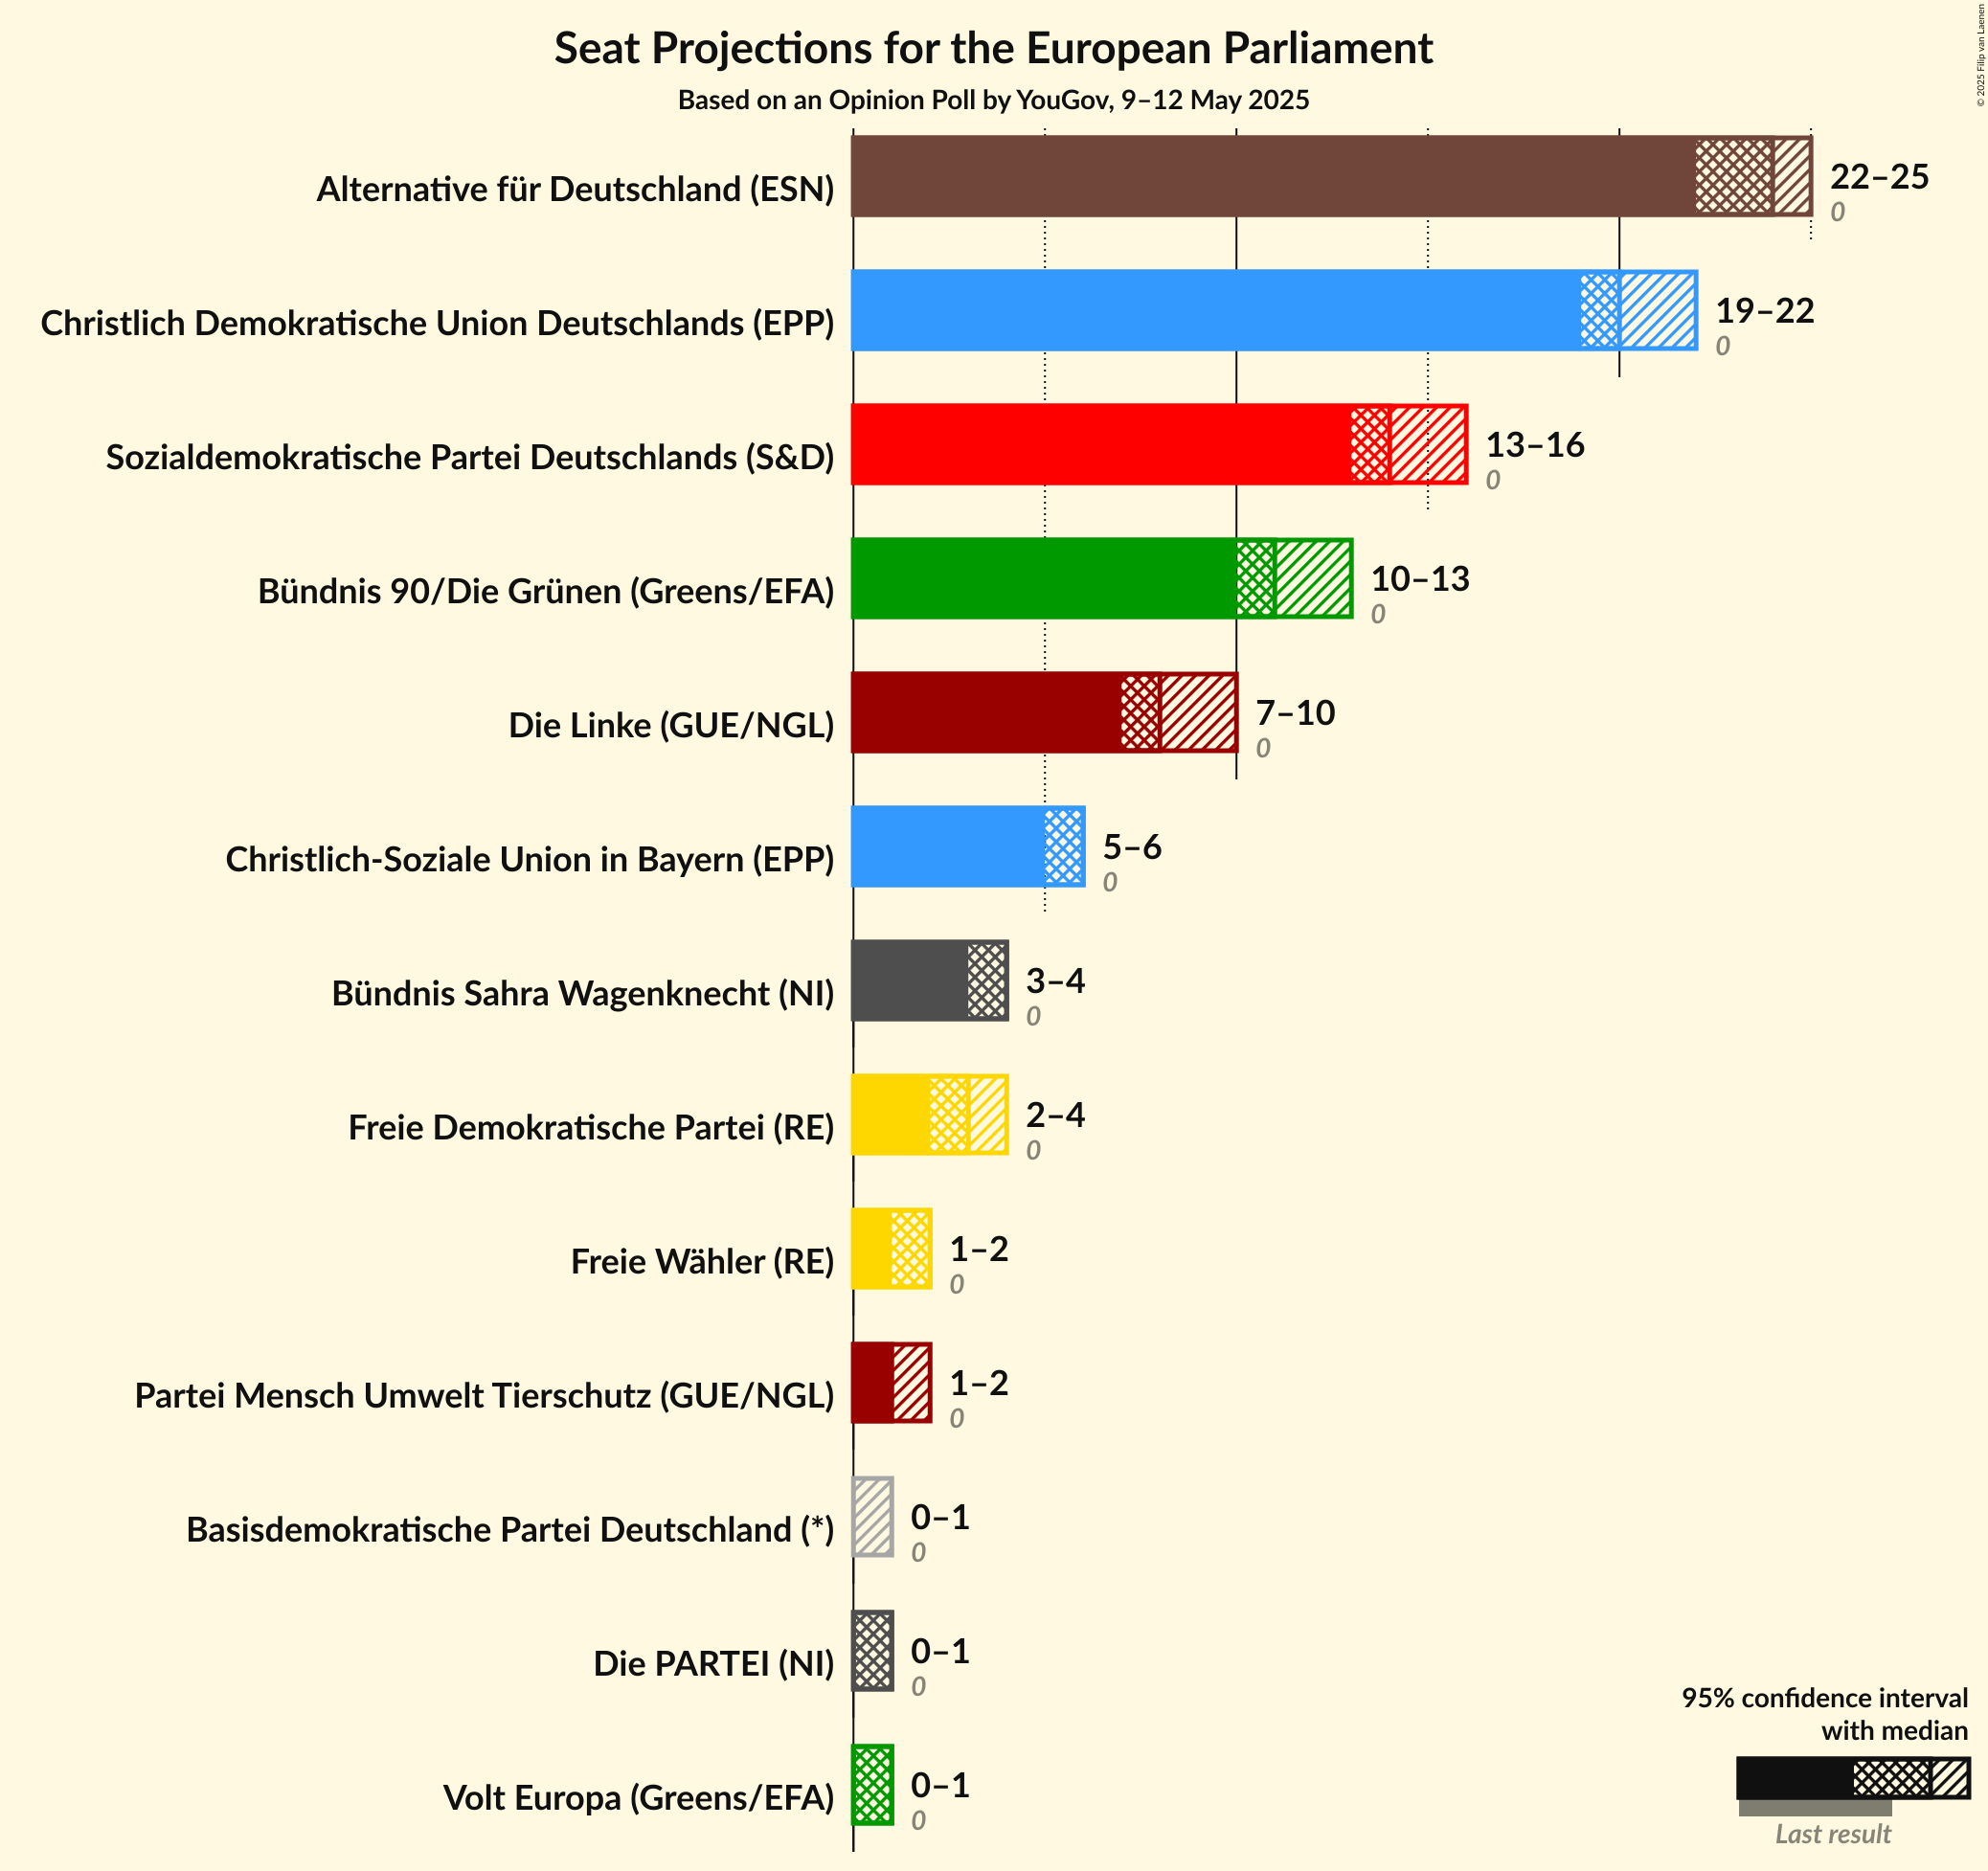 Seat Projections for the European Parliament
Based on an Opinion Poll by YouGov, 9–12 May 2025
© 2025 Filip van Laenen
Alternative für Deutschland (ESN)
22–25
0
Christlich Demokratische Union Deutschlands (EPP)
19–22
0
Sozialdemokratische Partei Deutschlands (S&D)
13–16
0
Bündnis 90/Die Grünen (Greens/EFA)
10–13
0
Die Linke (GUE/NGL)
7–10
0
Christlich-Soziale Union in Bayern (EPP)
5–6
0
Bündnis Sahra Wagenknecht (NI)
3–4
0
Freie Demokratische Partei (RE)
2–4
0
Freie Wähler (RE)
1–2
0
Partei Mensch Umwelt Tierschutz (GUE/NGL)
1–2
0
Basisdemokratische Partei Deutschland (*)
0–1
0
Die PARTEI (NI)
0–1
0
Volt Europa (Greens/EFA)
0–1
0
95% confidence interval
with median
Last result